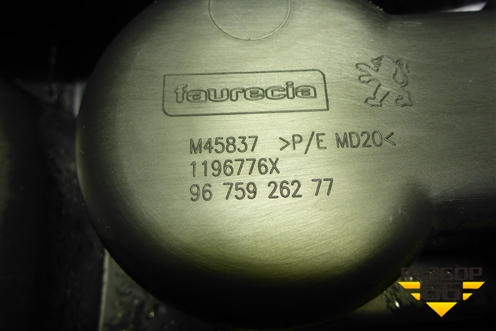 faurecia
M45837 >P/E MD20<
1196776X
96 759 262 77